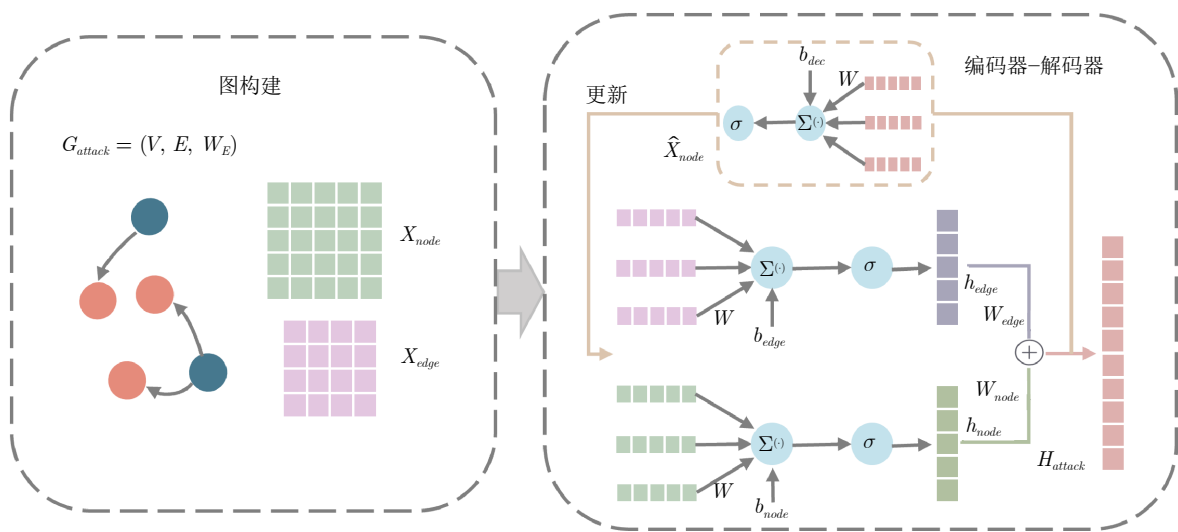 图构建
G_attack = (V, E, W_E)
X_node
X_edge
编码器–解码器
更新
b_dec
W
σ
Σ(·)
X̂_node
Σ(·)
σ
W
b_edge
h_edge
W_edge
+
W_node
h_node
Σ(·)
σ
W
b_node
H_attack